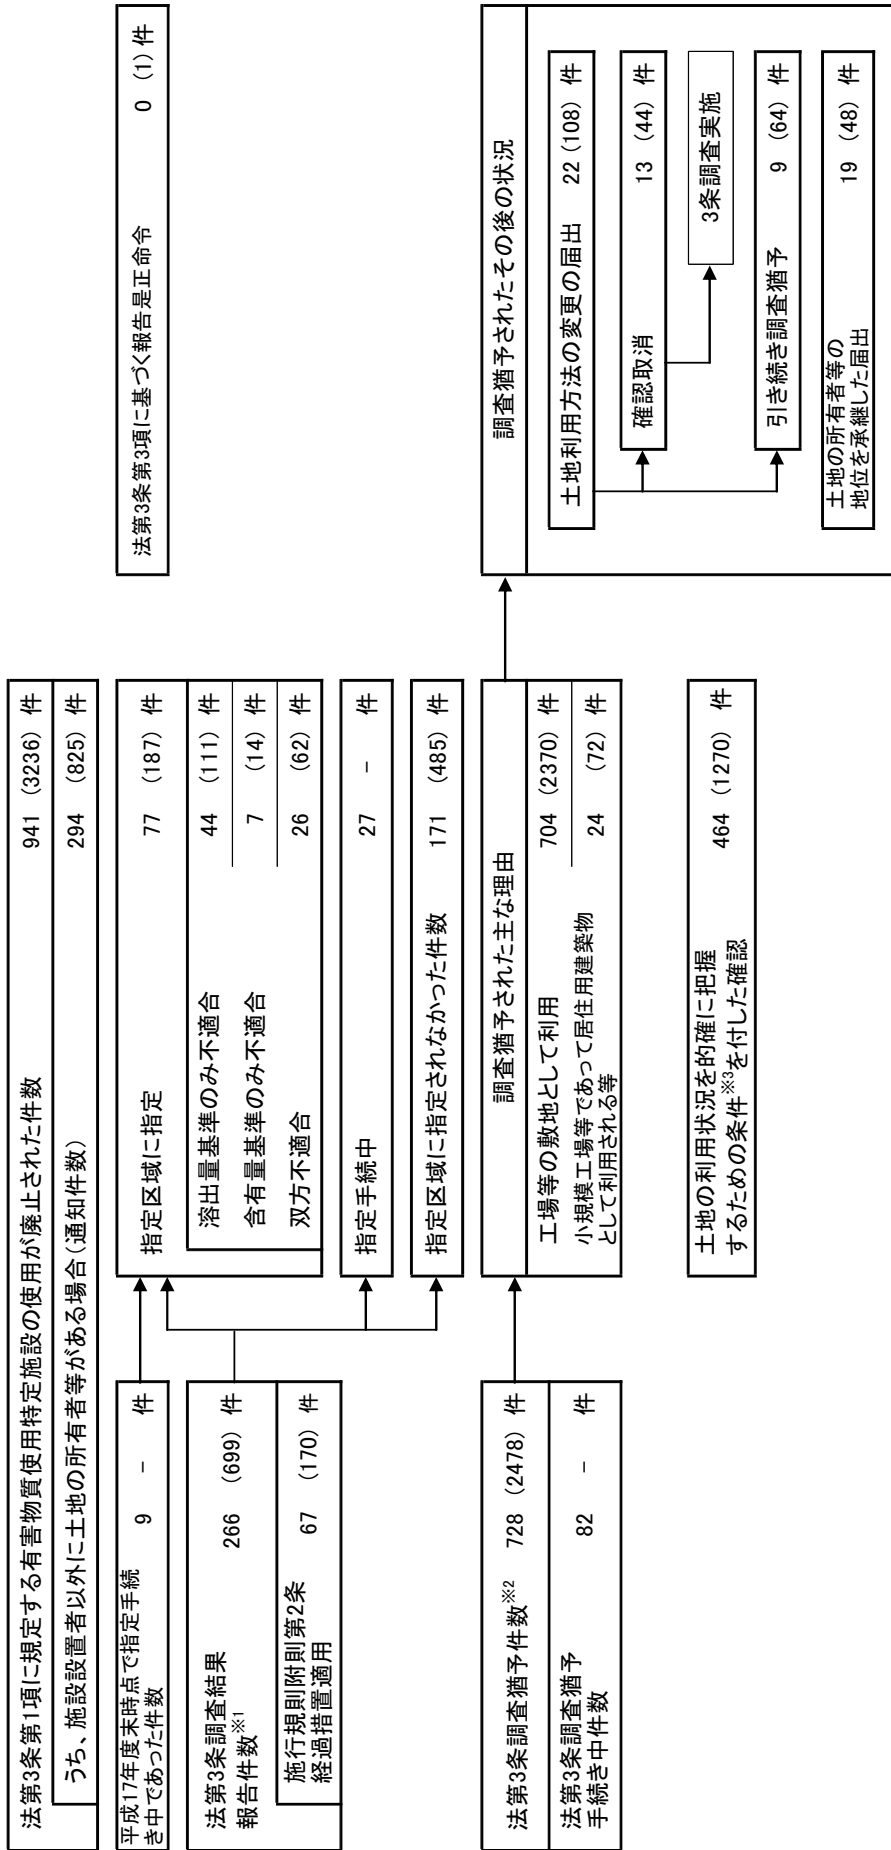 法第3条第1項に規定する有害物質使用特定施設の使用が廃止された件数 941 (3236) 件
うち、施設設置者以外に土地の所有者等がある場合(通知件数) 294 (825) 件
平成17年度末時点で指定手続
き中であった件数 9 - 件
法第3条調査結果
報告件数※1 266 (699) 件
施行規則附則第2条
経過措置適用 67 (170) 件
指定区域に指定 77 (187) 件
溶出量基準のみ不適合 44 (111) 件
含有量基準のみ不適合 7 (14) 件
双方不適合 26 (62) 件
指定手続中 27 - 件
指定区域に指定されなかった件数 171 (485) 件
法第3条第3項に基づく報告是正命令 0 (1) 件
法第3条調査猶予件数※2 728 (2478) 件
法第3条調査猶予
手続き中件数 82 - 件
調査猶予された主な理由
工場等の敷地として利用 704 (2370) 件
小規模工場等であって居住用建築物
として利用される等 24 (72) 件
土地の利用状況を的確に把握
するための条件※3を付した確認 464 (1270) 件
調査猶予されたその後の状況
土地利用方法の変更の届出 22 (108) 件
確認取消 13 (44) 件
3条調査実施
引き続き調査猶予 9 (64) 件
土地の所有者等の
地位を承継した届出 19 (48) 件